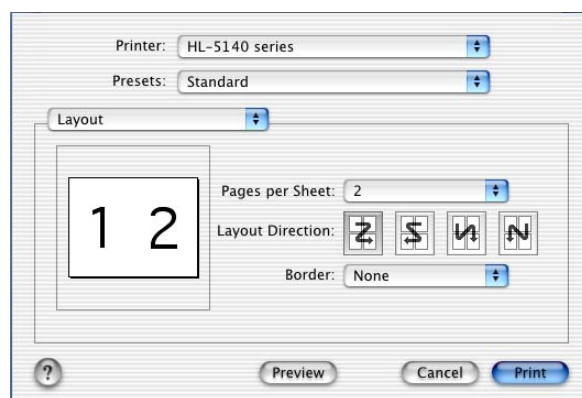 Printer: HL-5140 series
Presets: Standard
Layout
1 2
Pages per Sheet: 2
Layout Direction:
Border: None
? Preview Cancel Print